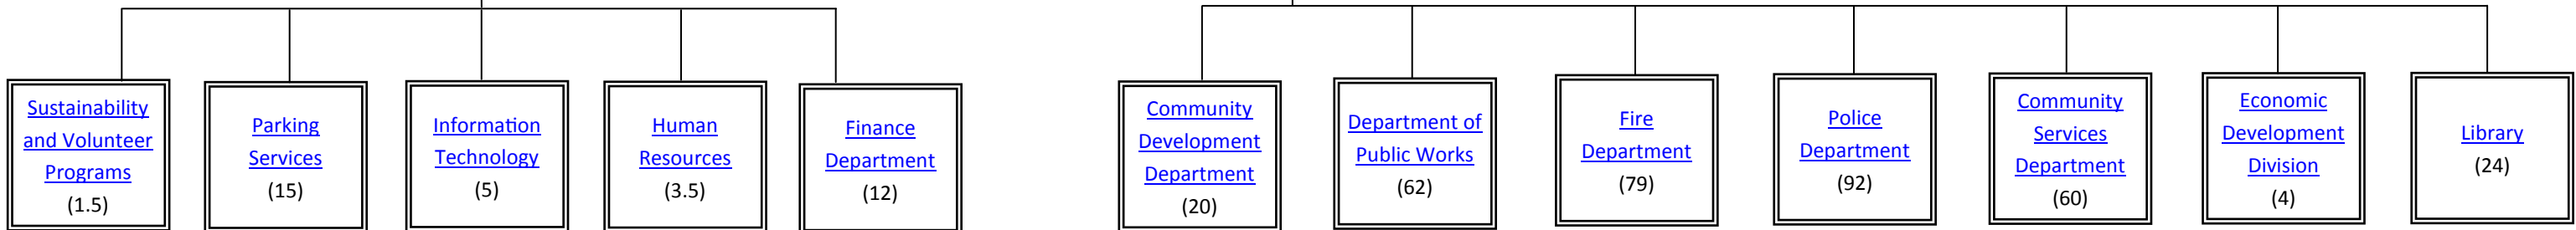 Sustainability
and Volunteer
Programs
(1.5)
Parking
Services
(15)
Information
Technology
(5)
Human
Resources
(3.5)
Finance
Department
(12)
Community
Development
Department
(20)
Department of
Public Works
(62)
Fire
Department
(79)
Police
Department
(92)
Community
Services
Department
(60)
Economic
Development
Division
(4)
Library
(24)